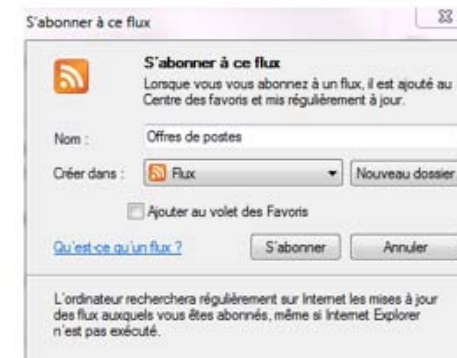 S'abonner à ce flux
S'abonner à ce flux
Lorsque vous vous abonnez à un flux, il est ajouté au
Centre des favoris et mis régulièrement à jour.
Nom : Offres de postes
Créer dans : Flux Nouveau dossier
Ajouter au volet des Favoris
Qu'est-ce qu'un flux ? S'abonner Annuler
L'ordinateur recherchera régulièrement sur Internet les mises à jour
des flux auxquels vous êtes abonnés, même si Internet Explorer
n'est pas exécuté.